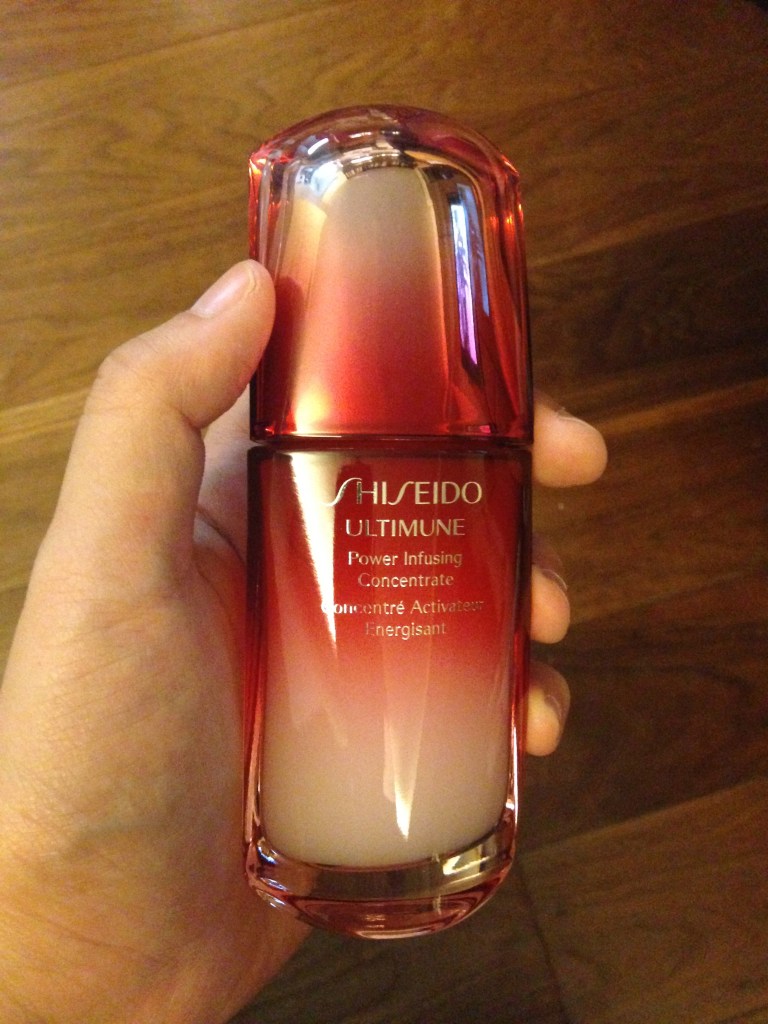 SHISEIDO
ULTIMUNE
Power Infusing
Concentrate
Concentré Activateur
Energisant